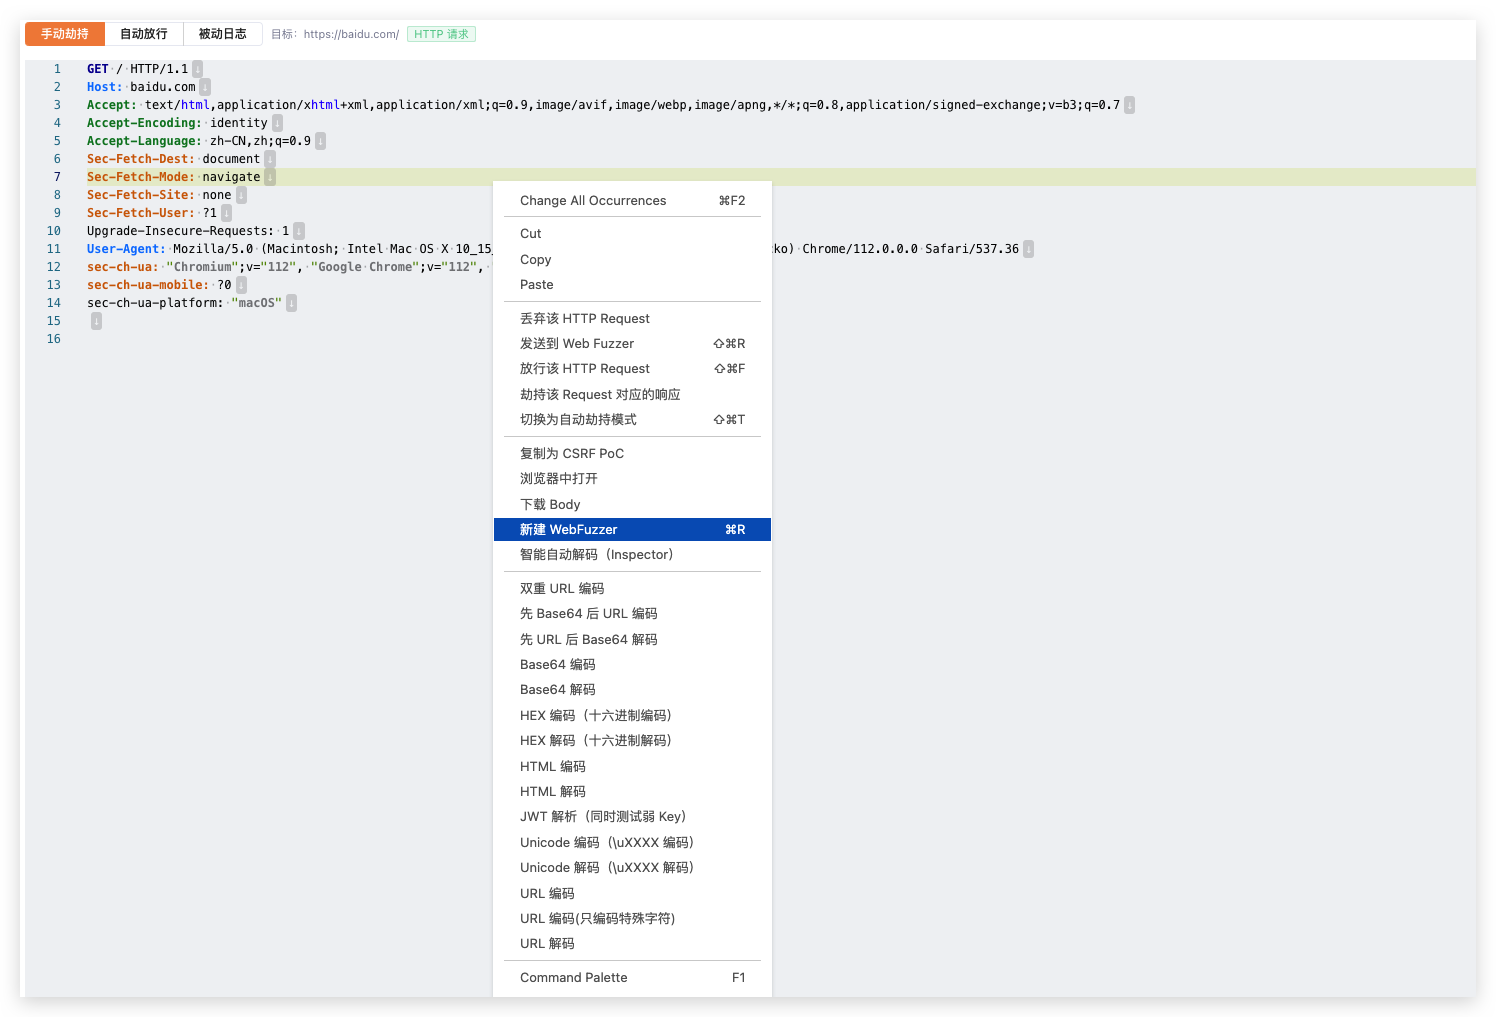 手动劫持 自动放行 被动日志 目标: https://baidu.com/ HTTP 请求
1 GET / HTTP/1.1
2 Host: baidu.com
3 Accept: text/html,application/xhtml+xml,application/xml;q=0.9,image/avif,image/webp,image/apng,*/*;q=0.8,application/signed-exchange;v=b3;q=0.7
4 Accept-Encoding: identity
5 Accept-Language: zh-CN,zh;q=0.9
6 Sec-Fetch-Dest: document
7 Sec-Fetch-Mode: navigate
8 Sec-Fetch-Site: none
9 Sec-Fetch-User: ?1
10 Upgrade-Insecure-Requests: 1
11 User-Agent: Mozilla/5.0 (Macintosh; Intel Mac OS X 10_15_ cko) Chrome/112.0.0.0 Safari/537.36
12 sec-ch-ua: "Chromium";v="112", "Google Chrome";v="112",
13 sec-ch-ua-mobile: ?0
14 sec-ch-ua-platform: "macOS"
15
16
Change All Occurrences ⌘F2
Cut
Copy
Paste
丢弃该 HTTP Request
发送到 Web Fuzzer ⇧⌘R
放行该 HTTP Request ⇧⌘F
劫持该 Request 对应的响应
切换为自动劫持模式 ⇧⌘T
复制为 CSRF PoC
浏览器中打开
下载 Body
新建 WebFuzzer ⌘R
智能自动解码（Inspector）
双重 URL 编码
先 Base64 后 URL 编码
先 URL 后 Base64 解码
Base64 编码
Base64 解码
HEX 编码（十六进制编码）
HEX 解码（十六进制解码）
HTML 编码
HTML 解码
JWT 解析（同时测试弱 Key）
Unicode 编码（\uXXXX 编码）
Unicode 解码（\uXXXX 解码）
URL 编码
URL 编码(只编码特殊字符)
URL 解码
Command Palette F1